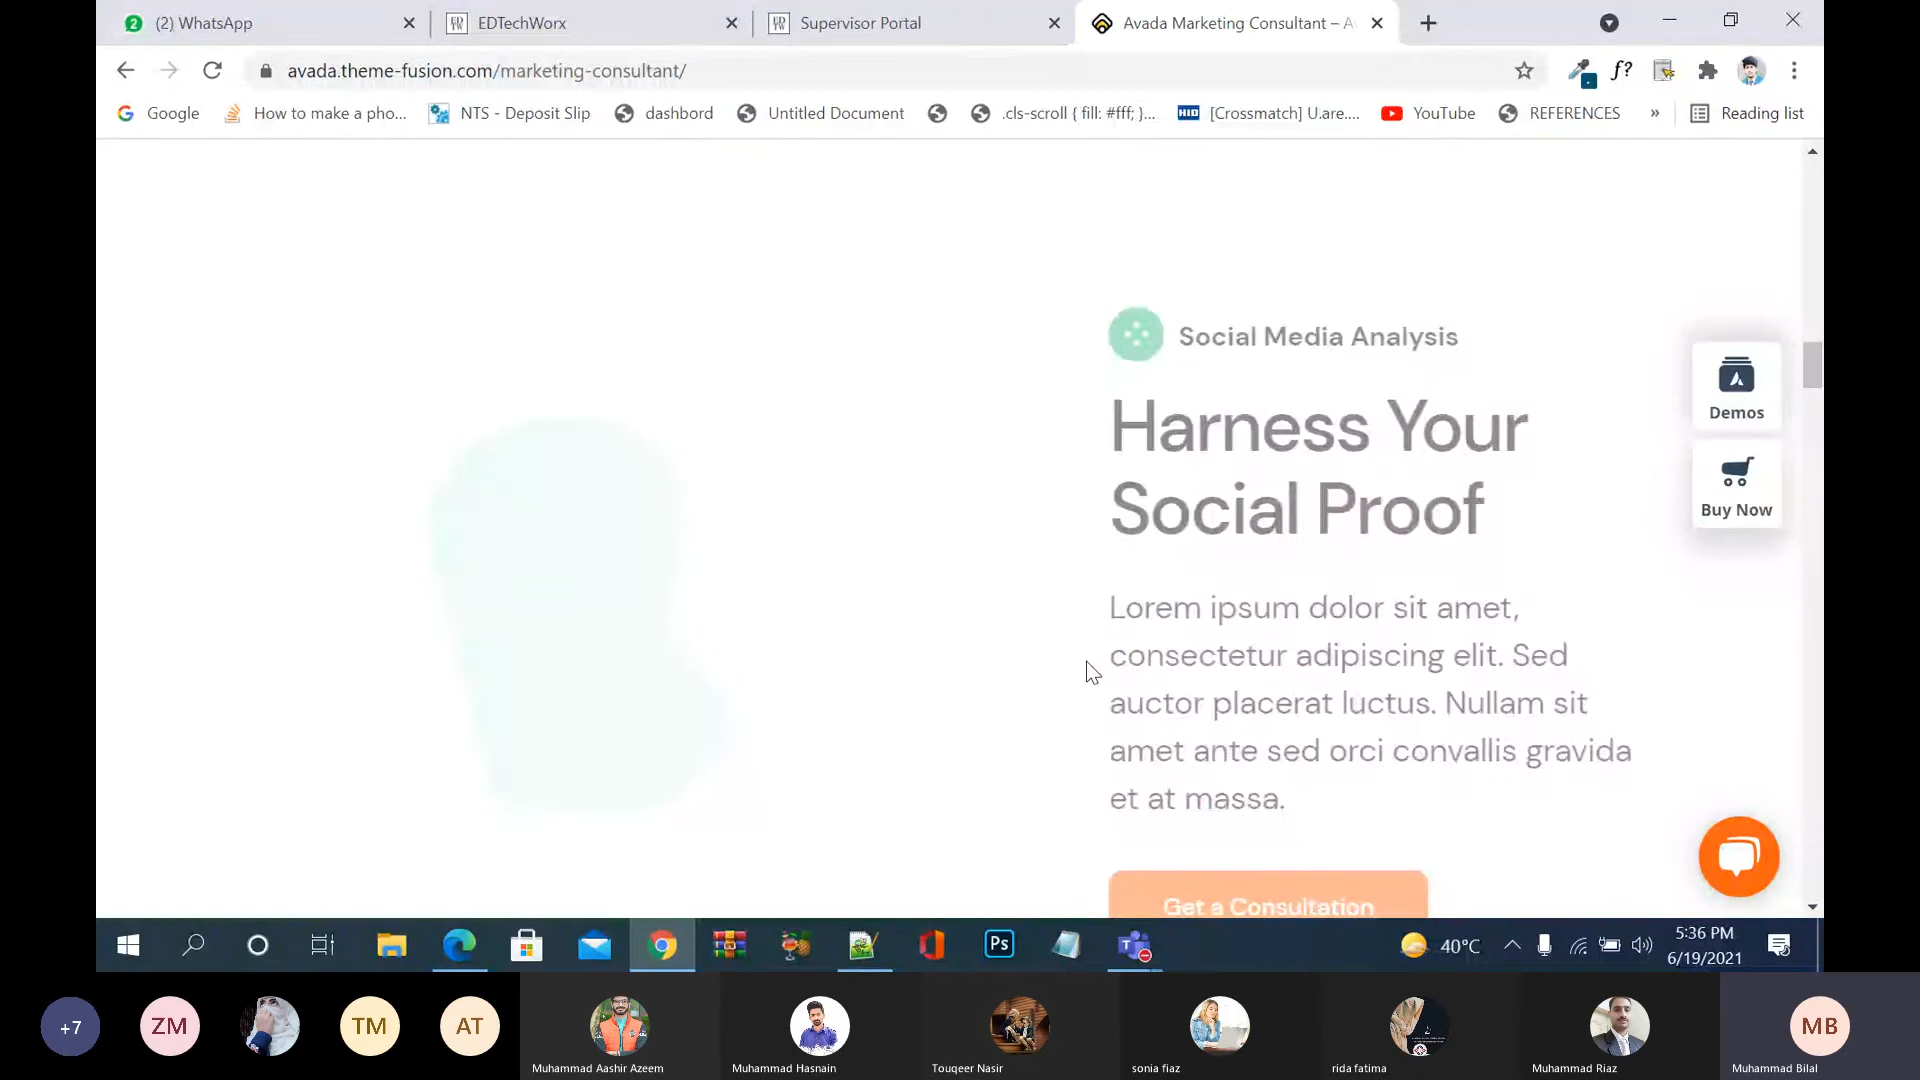 2
(2) WhatsApp
EDTechWorx
Supervisor Portal
Avada Marketing Consultant – A
avada.theme-fusion.com/marketing-consultant/
f?
Google
How to make a pho...
NTS - Deposit Slip
dashbord
Untitled Document
.cls-scroll { fill: #fff; }...
HID
[Crossmatch] U.are....
YouTube
REFERENCES
»
Reading list
Social Media Analysis
Harness Your
Social Proof
Lorem ipsum dolor sit amet,
consectetur adipiscing elit. Sed
auctor placerat luctus. Nullam sit
amet ante sed orci convallis gravida
et at massa.
Get a Consultation
Demos
Buy Now
Ps
40°C
5:36 PM
6/19/2021
+7
ZM
TM
AT
Muhammad Aashir Azeem
Muhammad Hasnain
Touqeer Nasir
sonia fiaz
rida fatima
Muhammad Riaz
MB
Muhammad Bilal